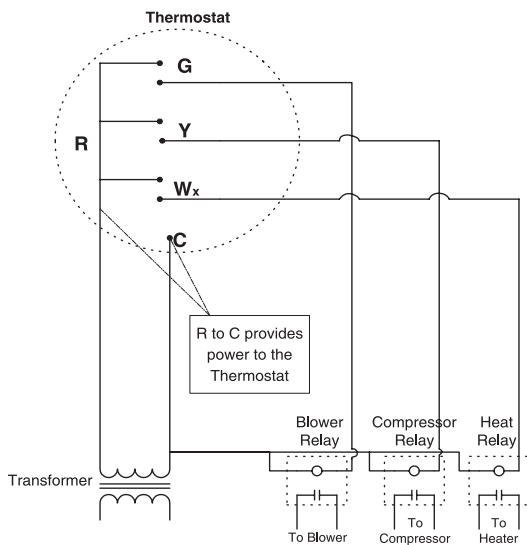 Thermostat
G
R
Y
Wx
C
R to C provides
power to the
Thermostat
Blower
Relay
Compressor
Relay
Heat
Relay
Transformer
To Blower
To
Compressor
To
Heater